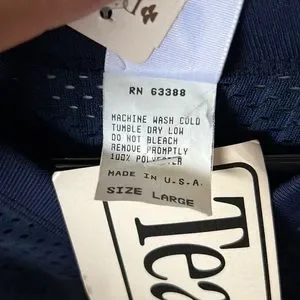 RN 63388
MACHINE WASH COLD
TUMBLE DRY LOW
DO NOT BLEACH
REMOVE PROMPTLY
100% POLYESTER
MADE IN U.S.A.
SIZE LARGE
Tea